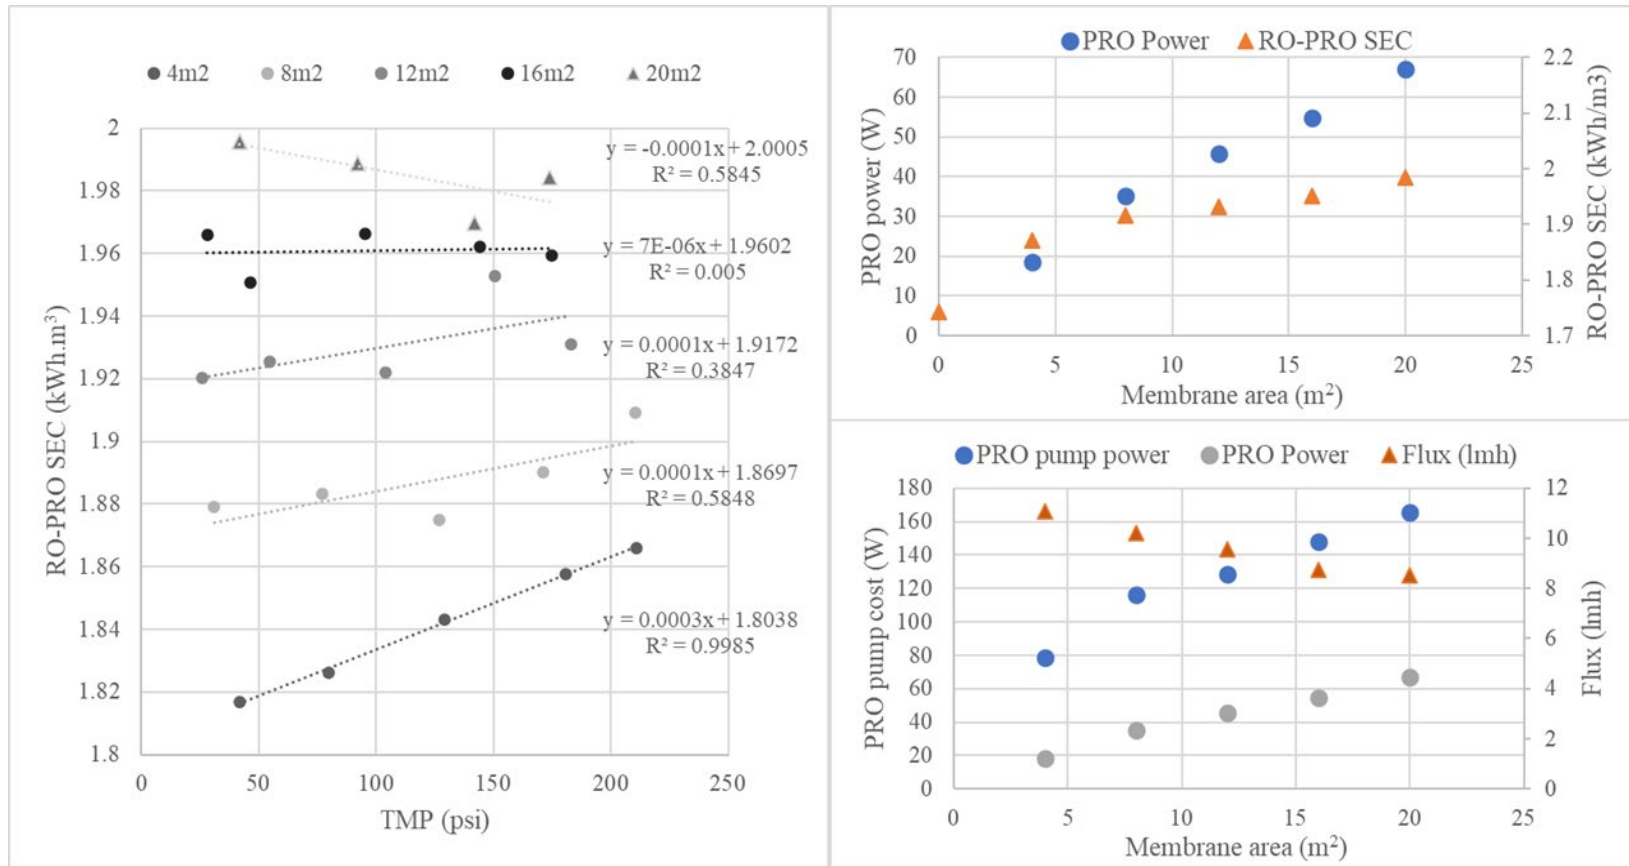 4m2 8m2 12m2 16m2 20m2
2
1.98
1.96
1.94
1.92
1.9
1.88
1.86
1.84
1.82
1.8
RO-PRO SEC (kWh.m³)
y = -0.0001x + 2.0005
R² = 0.5845
y = 7E-06x + 1.9602
R² = 0.005
y = 0.0001x + 1.9172
R² = 0.3847
y = 0.0001x + 1.8697
R² = 0.5848
y = 0.0003x + 1.8038
R² = 0.9985
0 50 100 150 200 250
TMP (psi)
PRO Power RO-PRO SEC
70
60
50
40
30
20
10
0
PRO power (W)
2.2
2.1
2
1.9
1.8
1.7
RO-PRO SEC (kWh/m3)
0 5 10 15 20 25
Membrane area (m²)
PRO pump power PRO Power Flux (lmh)
180
160
140
120
100
80
60
40
20
0
PRO pump cost (W)
12
10
8
6
4
2
0
Flux (lmh)
0 5 10 15 20 25
Membrane area (m²)